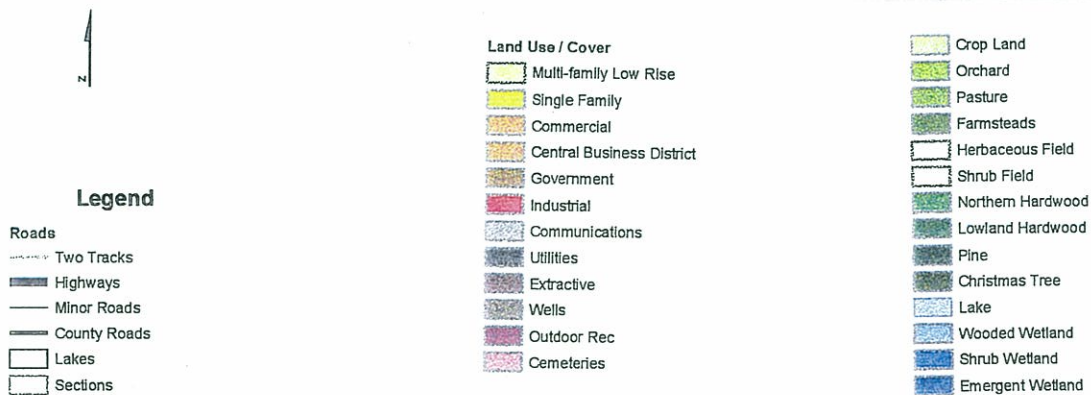 N
Legend
Roads
Two Tracks
Highways
Minor Roads
County Roads
Lakes
Sections
Land Use / Cover
Multi-family Low Rise
Single Family
Commercial
Central Business District
Government
Industrial
Communications
Utilities
Extractive
Wells
Outdoor Rec
Cemeteries
Crop Land
Orchard
Pasture
Farmsteads
Herbaceous Field
Shrub Field
Northern Hardwood
Lowland Hardwood
Pine
Christmas Tree
Lake
Wooded Wetland
Shrub Wetland
Emergent Wetland